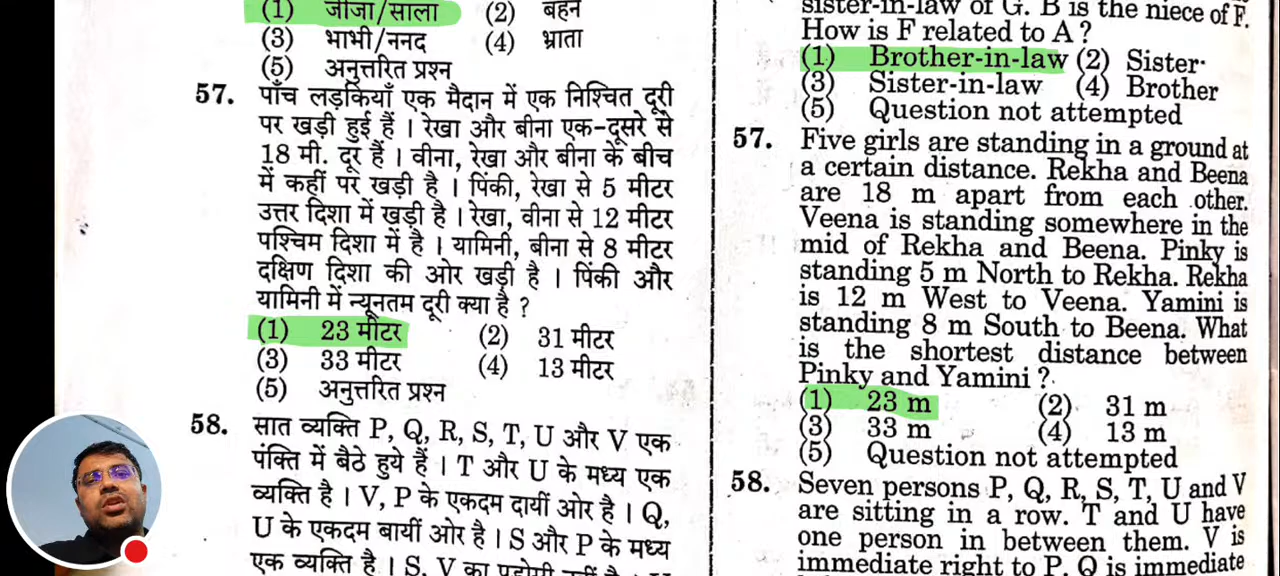 (1) जीजा/साला (2) बहन
(3) भाभी/ननद (4) भ्राता
(5) अनुत्तरित प्रश्न
57. पाँच लड़कियाँ एक मैदान में एक निश्चित दूरी
पर खड़ी हुई हैं । रेखा और बीना एक-दूसरे से
18 मी. दूर हैं । वीना, रेखा और बीना के बीच
में कहीं पर खड़ी है । पिंकी, रेखा से 5 मीटर
उत्तर दिशा में खड़ी है । रेखा, वीना से 12 मीटर
पश्चिम दिशा में है । यामिनी, बीना से 8 मीटर
दक्षिण दिशा की ओर खड़ी है । पिंकी और
यामिनी में न्यूनतम दूरी क्या है ?
(1) 23 मीटर (2) 31 मीटर
(3) 33 मीटर (4) 13 मीटर
(5) अनुत्तरित प्रश्न
58. सात व्यक्ति P, Q, R, S, T, U और V एक
पंक्ति में बैठे हुये हैं । T और U के मध्य एक
व्यक्ति है । V, P के एकदम दायीं ओर है । Q,
U के एकदम बायीं ओर है । S और P के मध्य
एक व्यक्ति है । S, V का
sister-in-law of G. B is the niece of F.
How is F related to A ?
(1) Brother-in-law (2) Sister
(3) Sister-in-law (4) Brother
(5) Question not attempted
57. Five girls are standing in a ground at
a certain distance. Rekha and Beena
are 18 m apart from each other.
Veena is standing somewhere in the
mid of Rekha and Beena. Pinky is
standing 5 m North to Rekha. Rekha
is 12 m West to Veena. Yamini is
standing 8 m South to Beena. What
is the shortest distance between
Pinky and Yamini ?
(1) 23 m (2) 31 m
(3) 33 m (4) 13 m
(5) Question not attempted
58. Seven persons P, Q, R, S, T, U and V
are sitting in a row. T and U have
one person in between them. V is
immediate right to P. Q is immediate